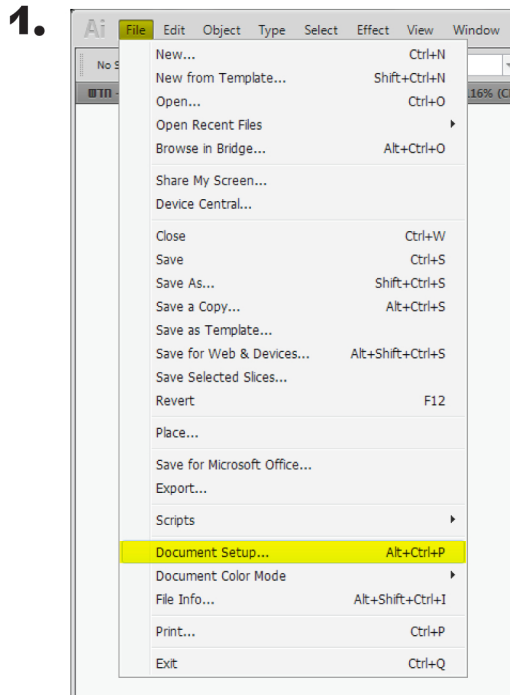 1.
Ai File Edit Object Type Select Effect View Window
No S
.16% (C
New... Ctrl+N
New from Template... Shift+Ctrl+N
Open... Ctrl+O
Open Recent Files
Browse in Bridge... Alt+Ctrl+O
Share My Screen...
Device Central...
Close Ctrl+W
Save Ctrl+S
Save As... Shift+Ctrl+S
Save a Copy... Alt+Ctrl+S
Save as Template...
Save for Web & Devices... Alt+Shift+Ctrl+S
Save Selected Slices...
Revert F12
Place...
Save for Microsoft Office...
Export...
Scripts
Document Setup... Alt+Ctrl+P
Document Color Mode
File Info... Alt+Shift+Ctrl+I
Print... Ctrl+P
Exit Ctrl+Q